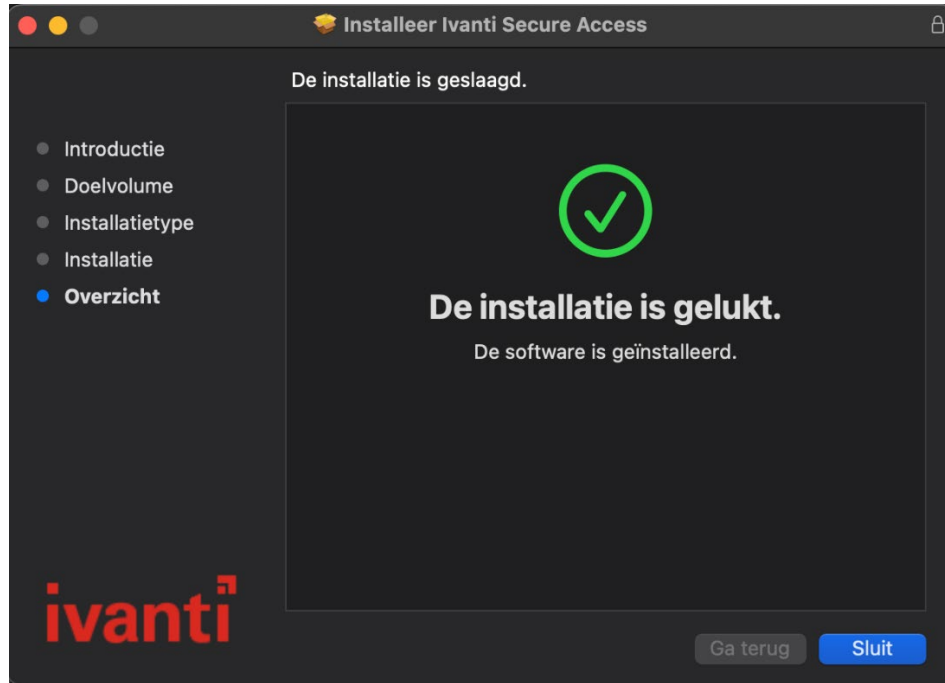 Installeer Ivanti Secure Access
De installatie is geslaagd.
Introductie
Doelvolume
Installatietype
Installatie
Overzicht
De installatie is gelukt.
De software is geïnstalleerd.
ivanti
Ga terug
Sluit